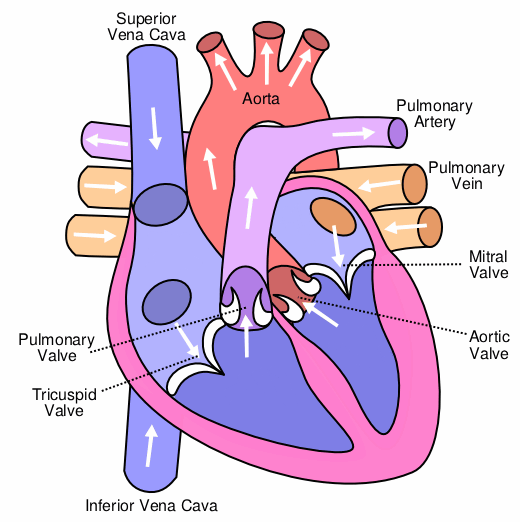 Superior
Vena Cava
Aorta
Pulmonary
Artery
Pulmonary
Vein
Mitral
Valve
Aortic
Valve
Pulmonary
Valve
Tricuspid
Valve
Inferior Vena Cava